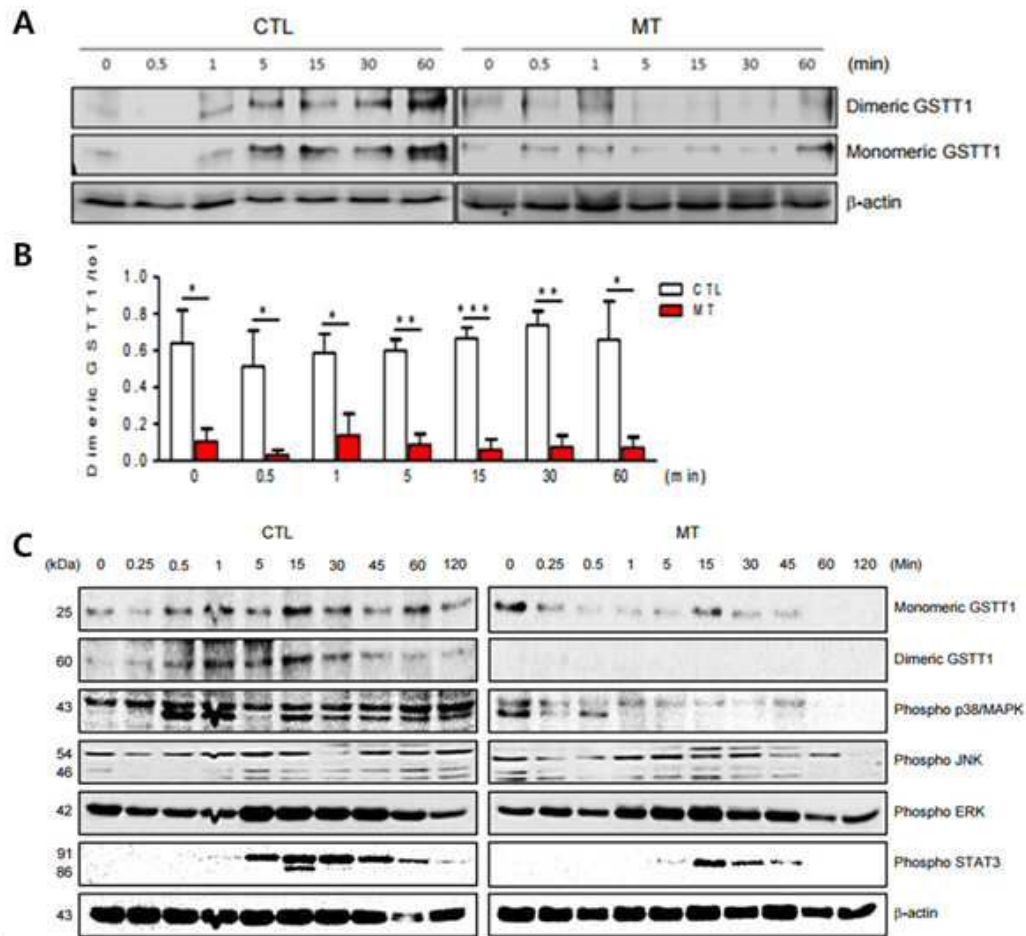 A
CTL MT
0 0.5 1 5 15 30 60 0 0.5 1 5 15 30 60 (min)
Dimeric GSTT1
Monomeric GSTT1
β-actin
B
Dimeric GSTT1/tot
1.0
0.8
0.6
0.4
0.2
0.0
* * * ** *** ** *
CTL
MT
0 0.5 1 5 15 30 60 (min)
C
CTL MT
(kDa) 0 0.25 0.5 1 5 15 30 45 60 120 0 0.25 0.5 1 5 15 30 45 60 120 (Min)
25 Monomeric GSTT1
60 Dimeric GSTT1
43 Phospho p38/MAPK
54
46 Phospho JNK
42 Phospho ERK
91
86 Phospho STAT3
43 β-actin